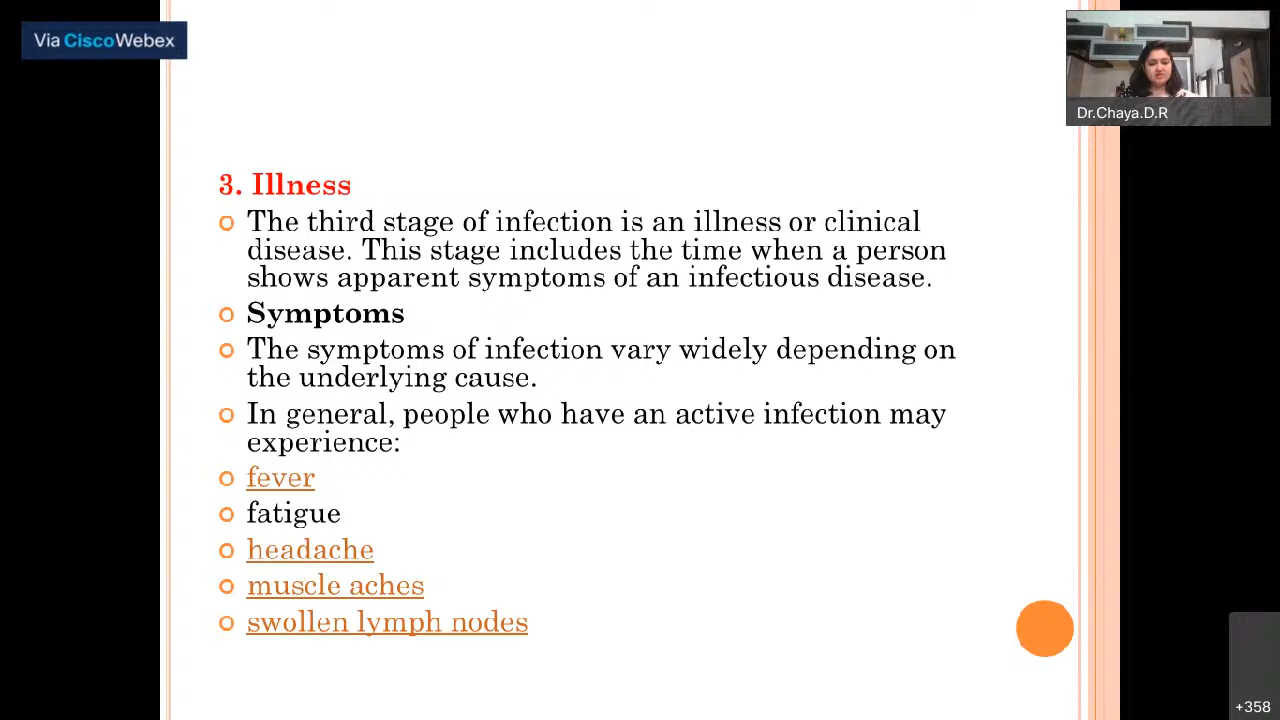 Via CiscoWebex
Dr.Chaya.D.R
3. Illness
The third stage of infection is an illness or clinical
disease. This stage includes the time when a person
shows apparent symptoms of an infectious disease.
Symptoms
The symptoms of infection vary widely depending on
the underlying cause.
In general, people who have an active infection may
experience:
fever
fatigue
headache
muscle aches
swollen lymph nodes
+358